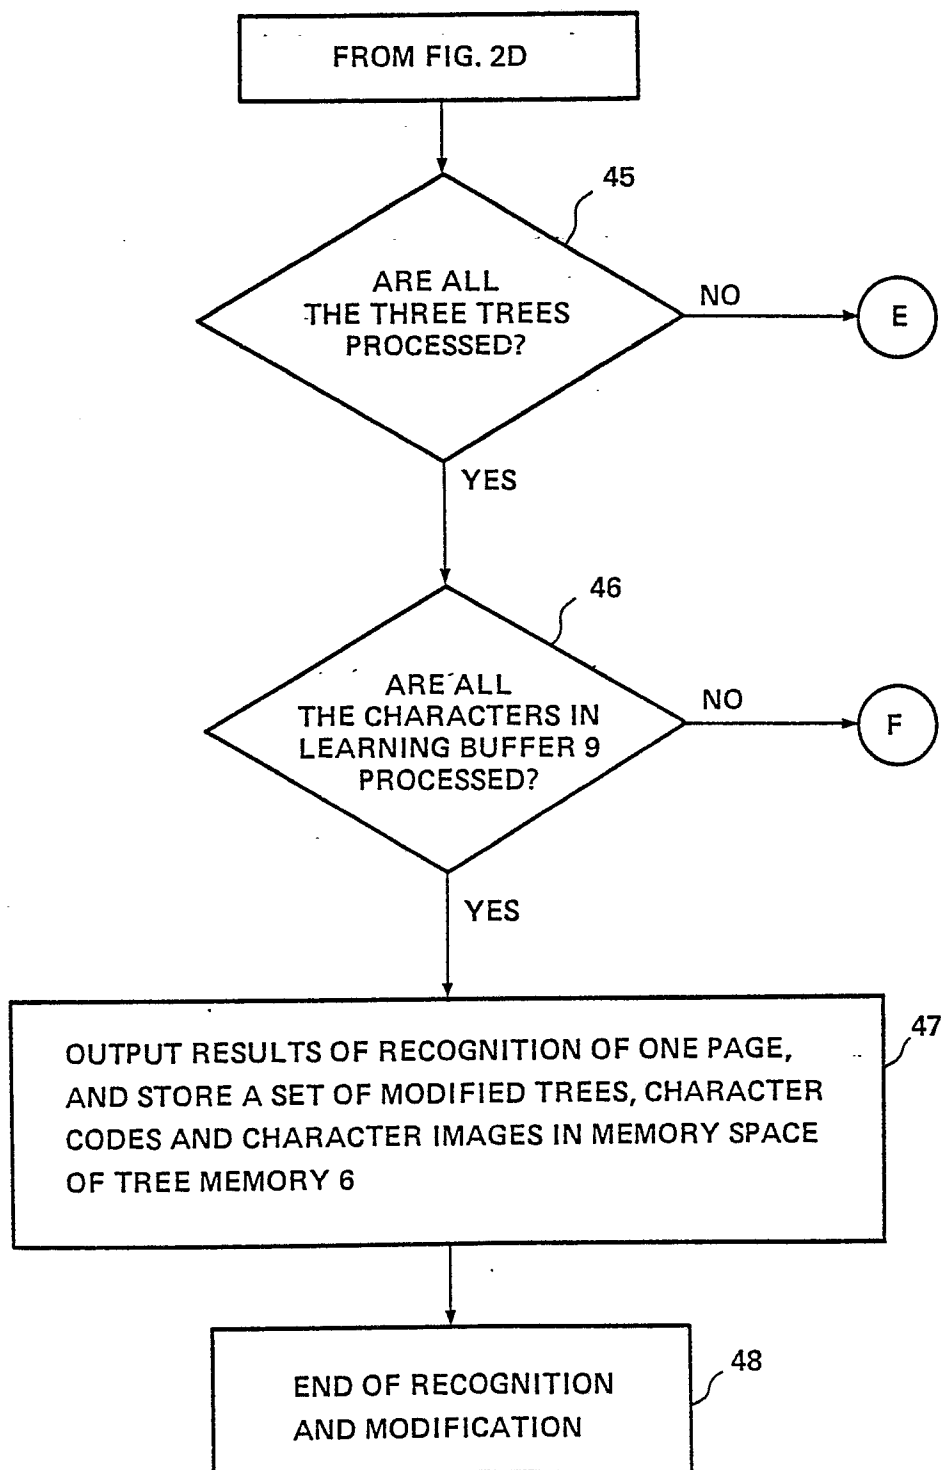 FROM FIG. 2D
45
ARE ALL
THE THREE TREES
PROCESSED?
NO
E
YES
46
ARE ALL
THE CHARACTERS IN
LEARNING BUFFER 9
PROCESSED?
NO
F
YES
47
OUTPUT RESULTS OF RECOGNITION OF ONE PAGE,
AND STORE A SET OF MODIFIED TREES, CHARACTER
CODES AND CHARACTER IMAGES IN MEMORY SPACE
OF TREE MEMORY 6
48
END OF RECOGNITION
AND MODIFICATION